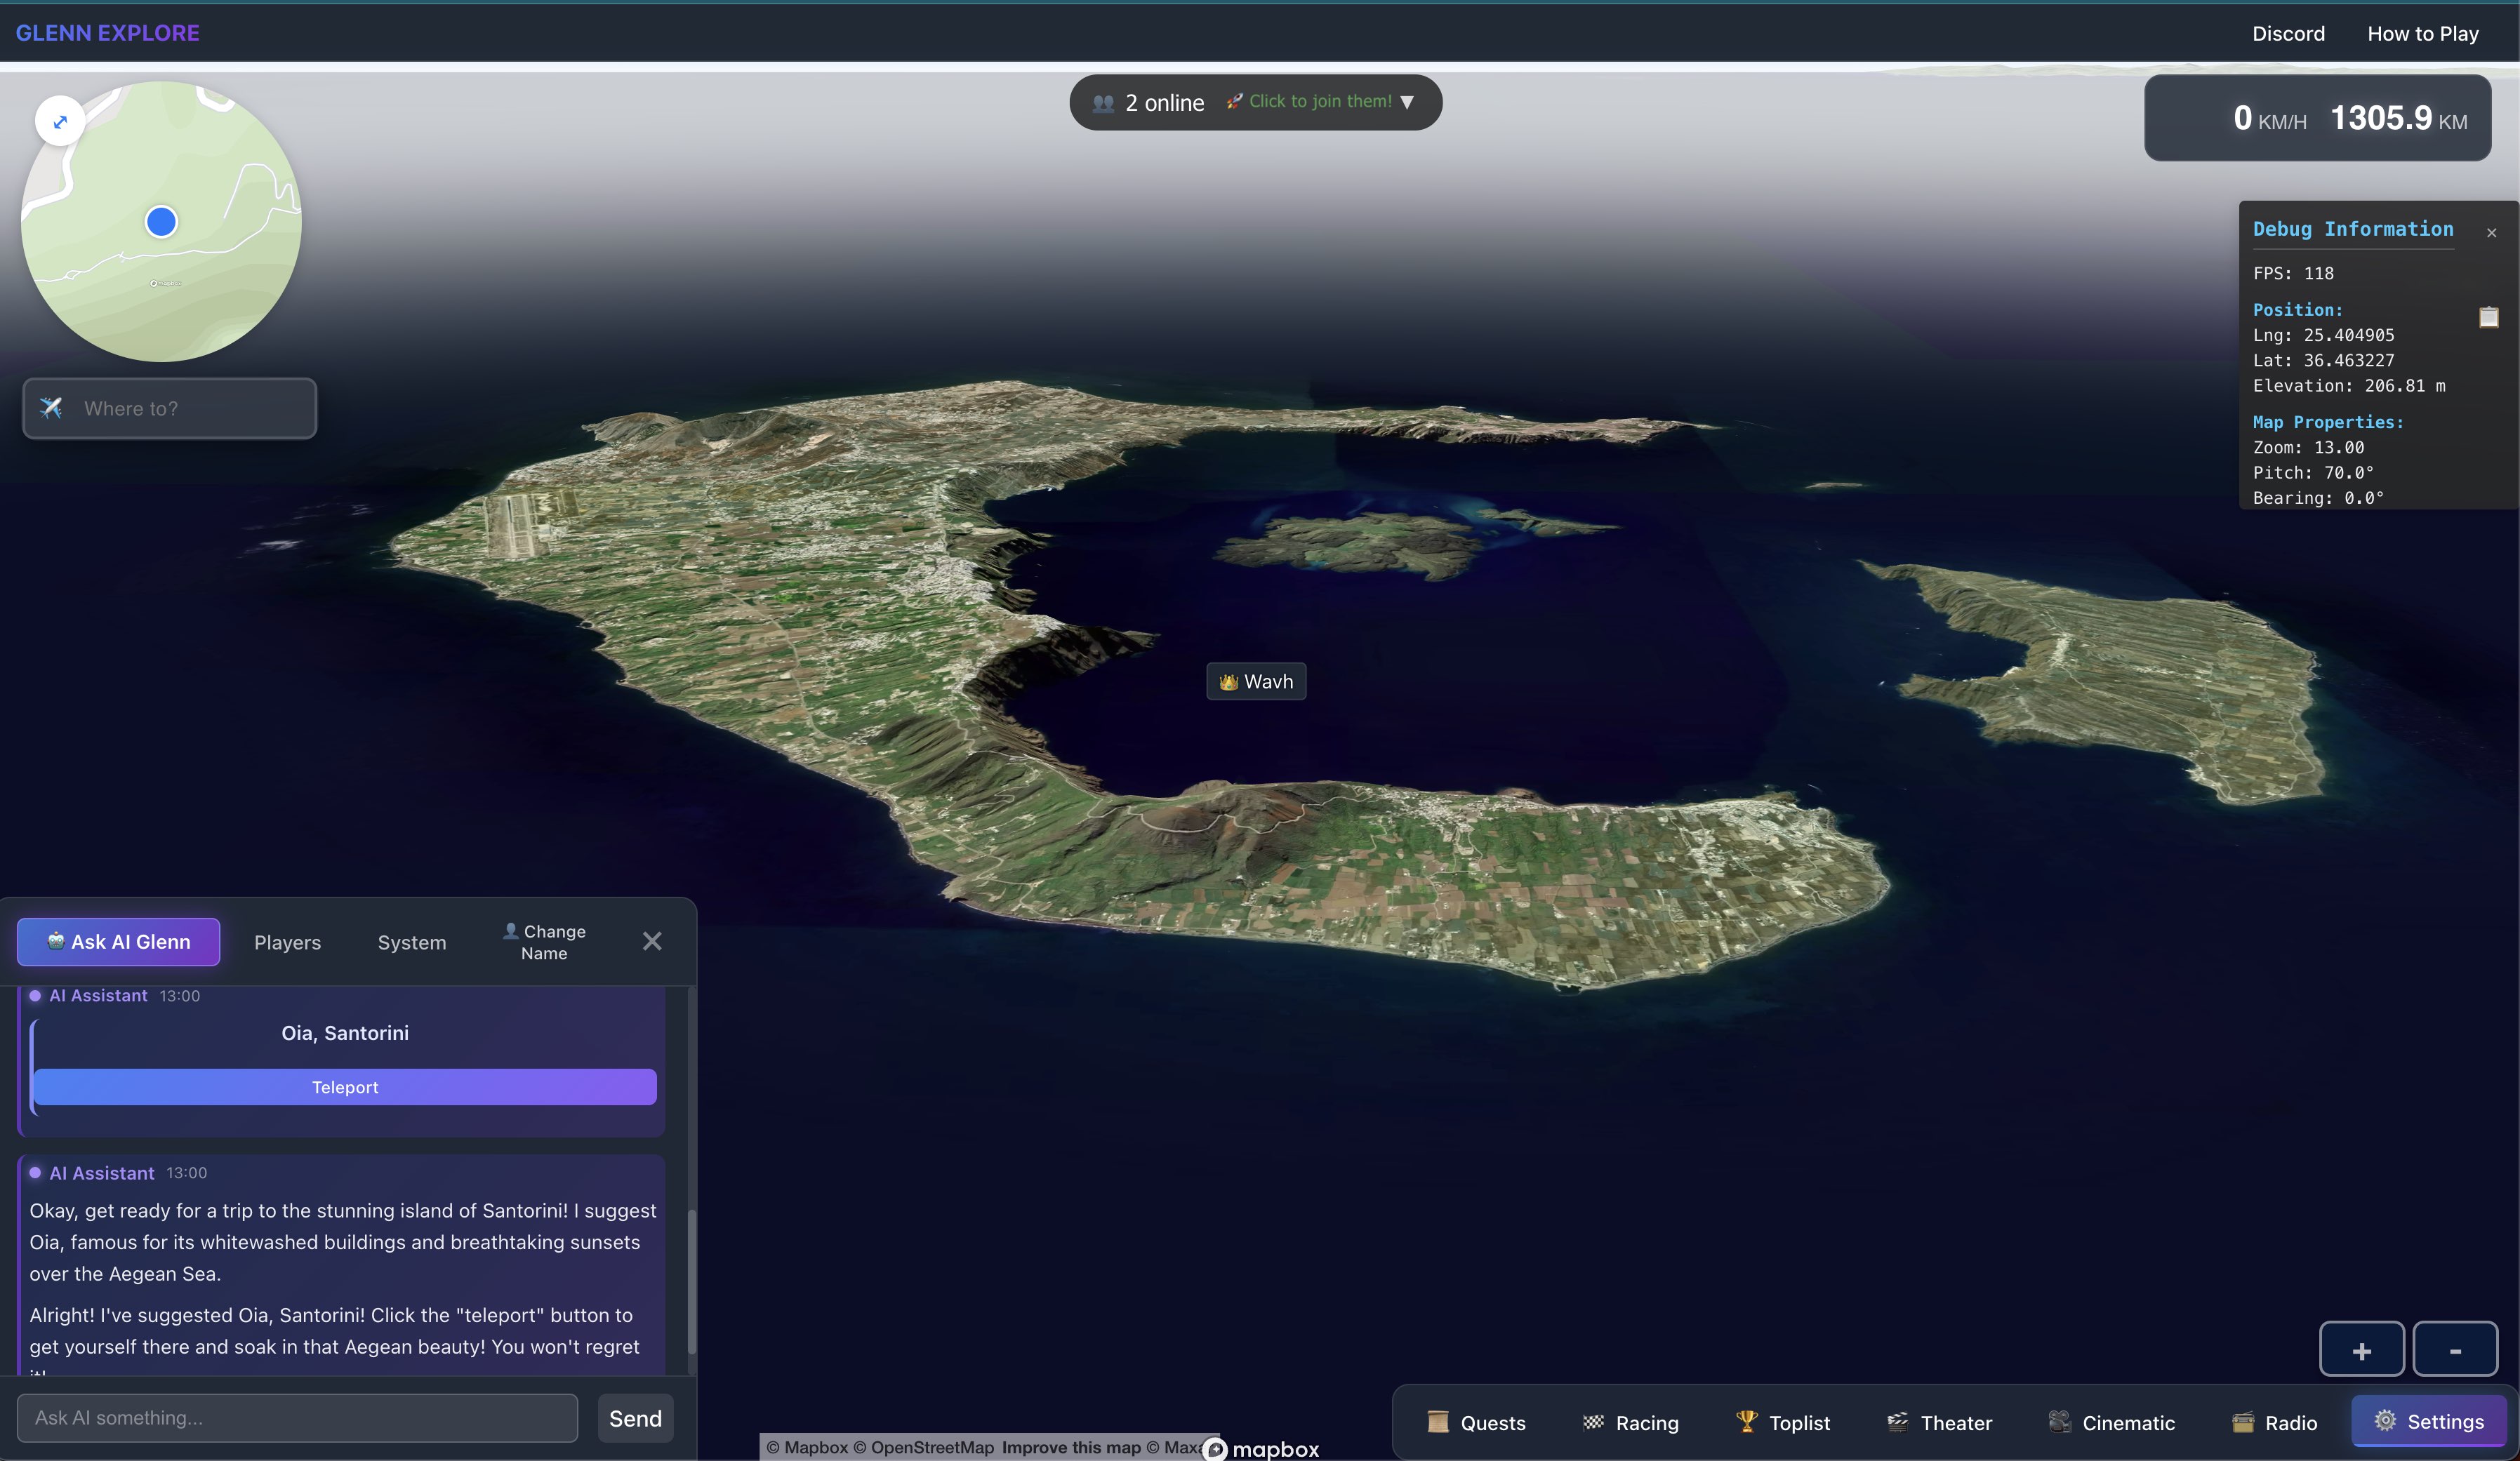 GLENN EXPLORE
Discord
How to Play
2 online
Click to join them! ▼
0 KM/H 1305.9 KM
Where to?
Debug Information ×
FPS: 118
Position:
Lng: 25.404905
Lat: 36.463227
Elevation: 206.81 m
Map Properties:
Zoom: 13.00
Pitch: 70.0°
Bearing: 0.0°
Wavh
Ask AI Glenn
Players
System
Change
Name
AI Assistant 13:00
Oia, Santorini
Teleport
AI Assistant 13:00
Okay, get ready for a trip to the stunning island of Santorini! I suggest
Oia, famous for its whitewashed buildings and breathtaking sunsets
over the Aegean Sea.
Alright! I've suggested Oia, Santorini! Click the "teleport" button to
get yourself there and soak in that Aegean beauty! You won't regret
Ask AI something...
Send
© Mapbox © OpenStreetMap Improve this map ©
mapbox
+
-
Quests
Racing
Toplist
Theater
Cinematic
Radio
Settings